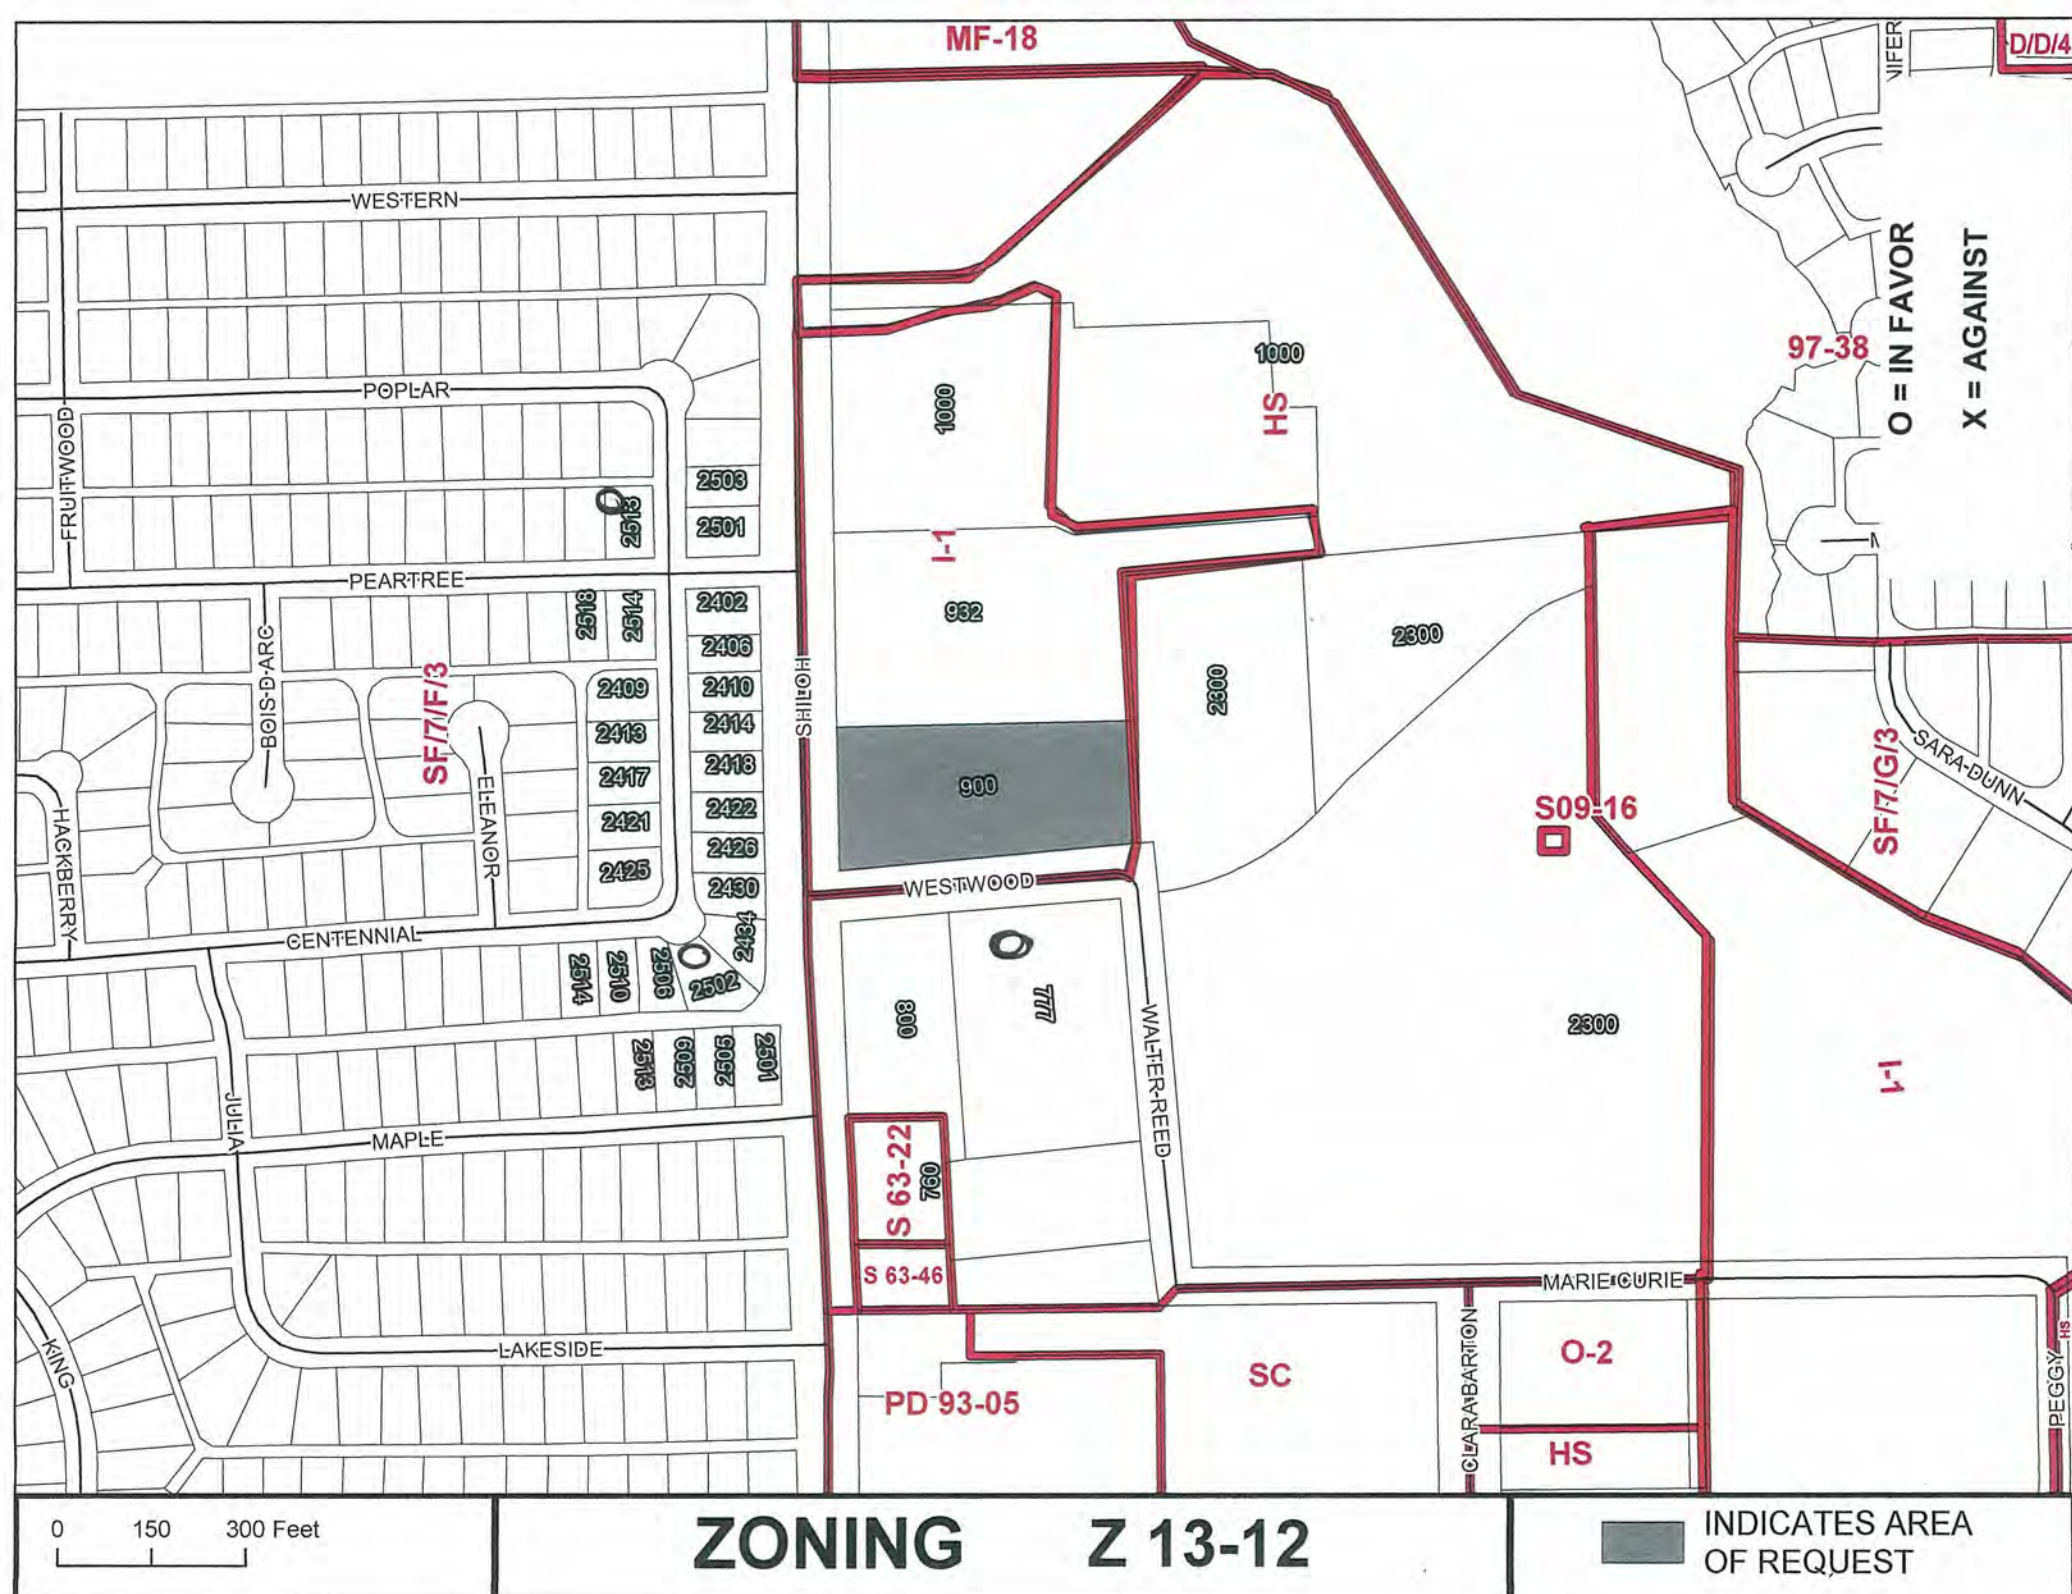 MF-18
D/D/4
NIFER
WESTERN
O = IN FAVOR
X = AGAINST
97-38
1000
POPLAR
1000
HS
FRUITWOOD
2503
2513
2501
I-1
PEARTREE
2518
2514
2402
932
BOIS-D-ARC
2406
2300
SF/7/F/3
2409
2410
SHILOH
2300
2413
2414
SARA-DUNN
SF/7/G/3
2417
2418
900
ELEANOR
HACKBERRY
2421
2422
S09-16
2425
2426
2430
WESTWOOD
CENTENNIAL
2434
2514
2510
2506
2502
800
777
2300
2513
2509
2505
2501
WALTER-REED
I-1
JULIA
MAPLE
S 63-22
760
S 63-46
MARIE CURIE
KING
LAKESIDE
PD 93-05
SC
CLARA BARTON
O-2
HS
PEGGY
HS
0 150 300 Feet
ZONING Z 13-12
INDICATES AREA
OF REQUEST